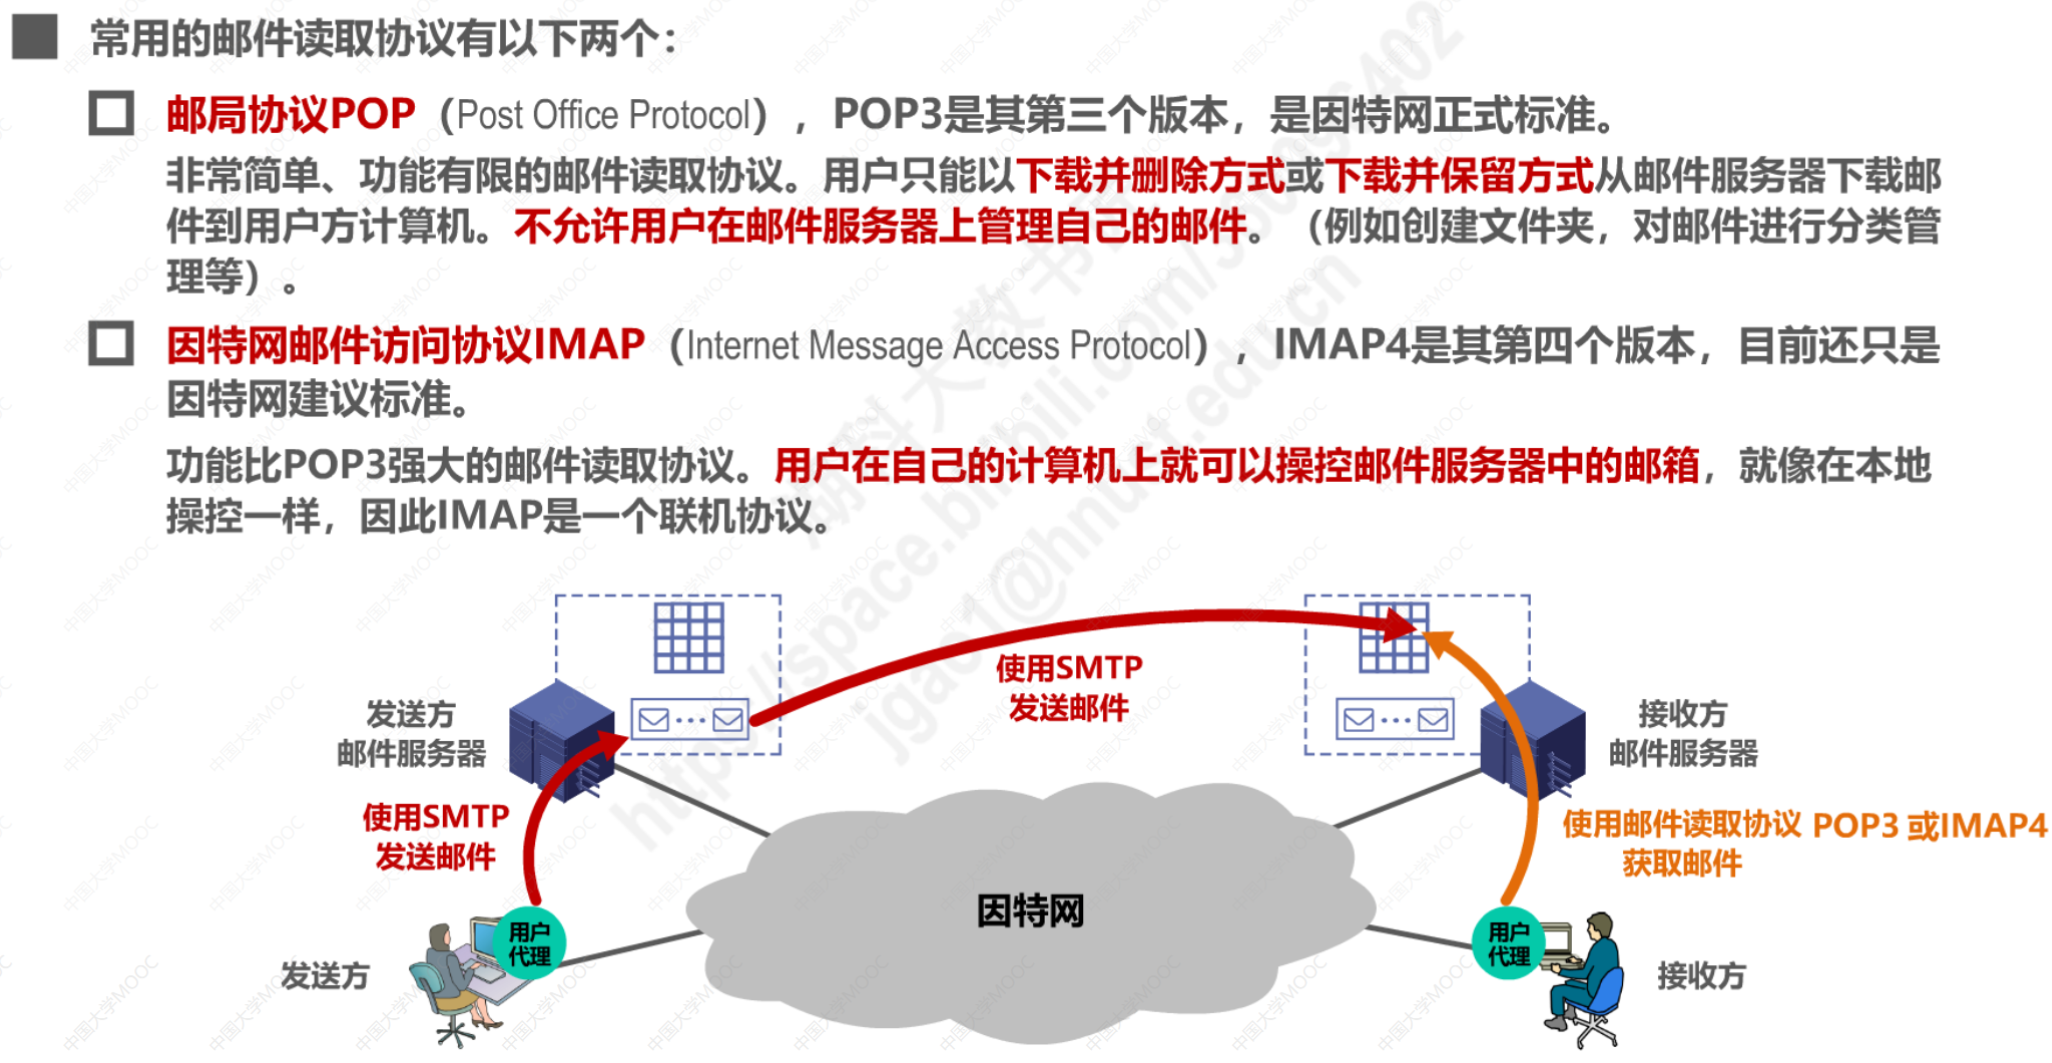 常用的邮件读取协议有以下两个：
邮局协议POP（Post Office Protocol），POP3是其第三个版本，是因特网正式标准。
非常简单、功能有限的邮件读取协议。用户只能以下载并删除方式或下载并保留方式从邮件服务器下载邮
件到用户方计算机。不允许用户在邮件服务器上管理自己的邮件。（例如创建文件夹，对邮件进行分类管
理等）。
因特网邮件访问协议IMAP（Internet Message Access Protocol），IMAP4是其第四个版本，目前还只是
因特网建议标准。
功能比POP3强大的邮件读取协议。用户在自己的计算机上就可以操控邮件服务器中的邮箱，就像在本地
操控一样，因此IMAP是一个联机协议。
使用SMTP
发送邮件
发送方
邮件服务器
接收方
邮件服务器
使用SMTP
发送邮件
使用邮件读取协议 POP3 或IMAP4
获取邮件
因特网
用户
代理
用户
代理
发送方
接收方
中国大学MOOC